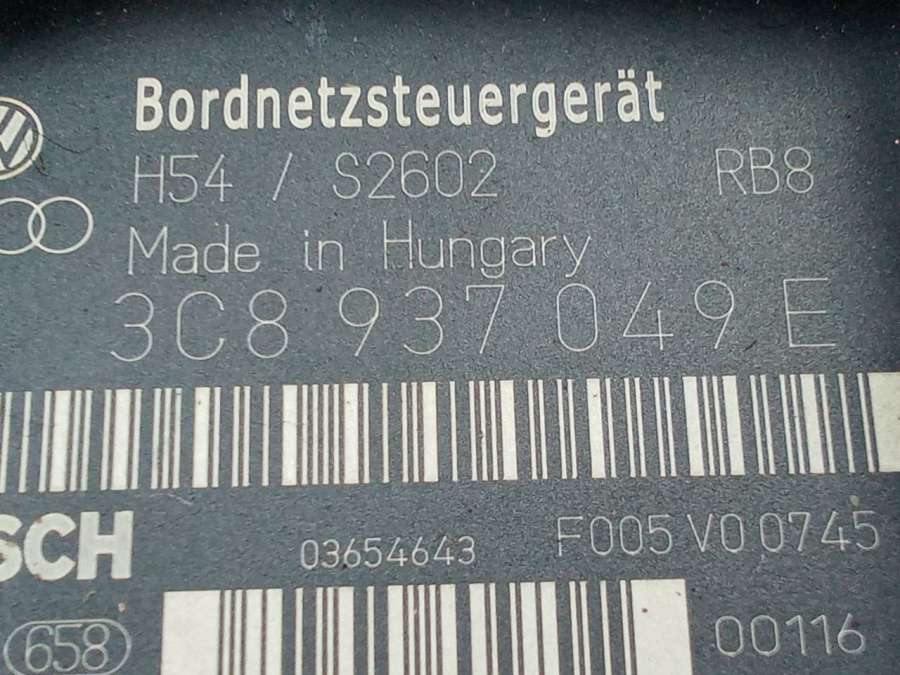 Bordnetzsteuergerät
H54 / S2602 RB8
Made in Hungary
3C8 937 049 E
SCH
03654643 F005 V0 0745
658
00116